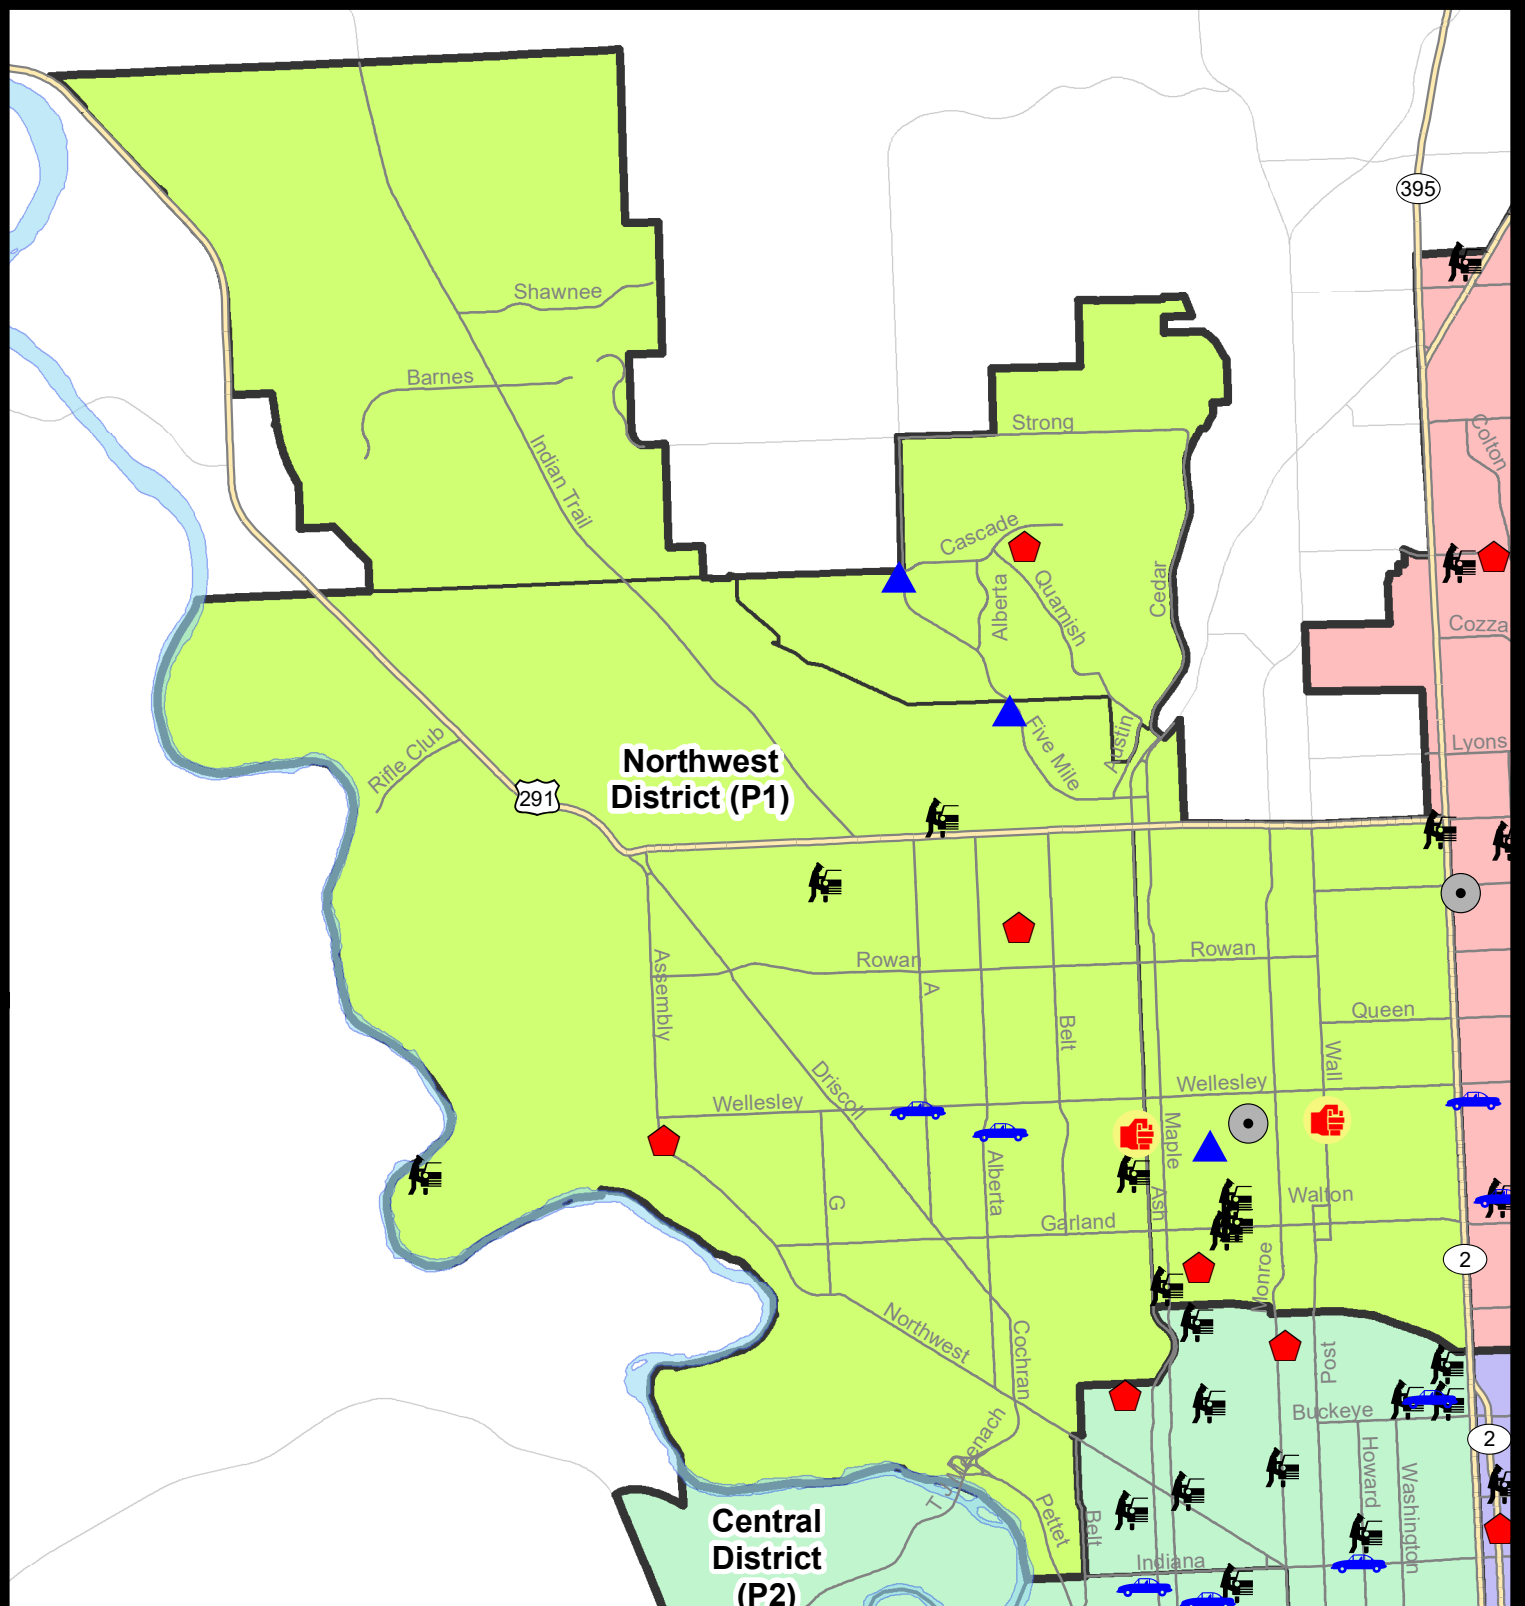 395
Shawnee
Barnes
Strong
Colton
Indian Trail
Cascade
Alberta
Quamish
Cedar
Cozza
Rifle Club
Northwest
District (P1)
Five Mile
Austin
Lyons
291
Assembly
Rowan
Rowan
A
Belt
Queen
Wall
Driscoll
Wellesley
Wellesley
Maple
Alberta
G
Ash
Walton
Garland
Monroe
2
Northwest
Cochran
Post
Buckeye
2
Howard
Washington
T J Meenach
Pettet
Belt
Indiana
Central
District
(P2)